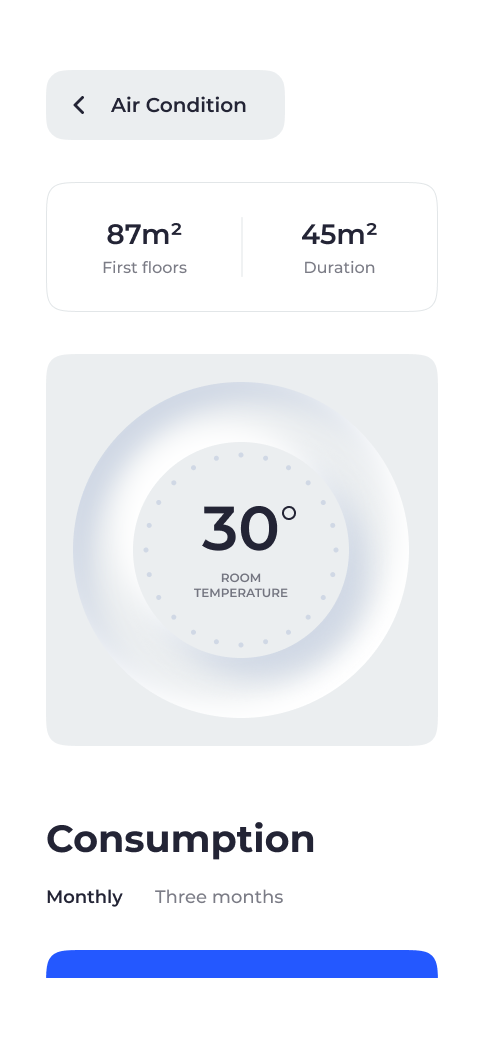 Air Condition
87m²
First floors
45m²
Duration
30°
ROOM
TEMPERATURE
Consumption
Monthly
Three months